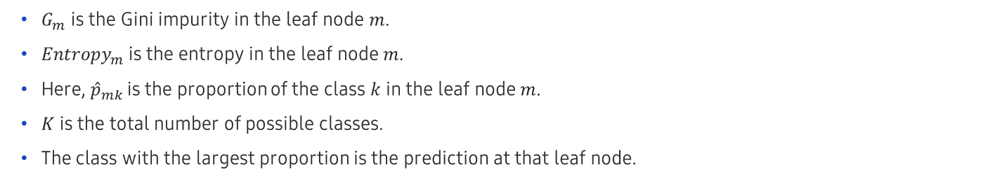 • G_m is the Gini impurity in the leaf node m.
• Entropy_m is the entropy in the leaf node m.
• Here, p̂_mk is the proportion of the class k in the leaf node m.
• K is the total number of possible classes.
• The class with the largest proportion is the prediction at that leaf node.